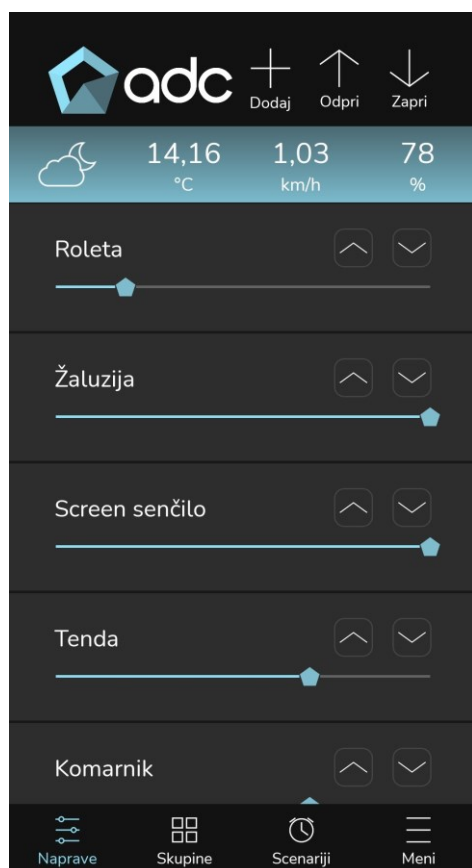 adc
Dodaj Odpri Zapri
14,16 1,03 78
°C km/h %
Roleta
Žaluzija
Screen senčilo
Tenda
Komarnik
Naprave Skupine Scenariji Meni